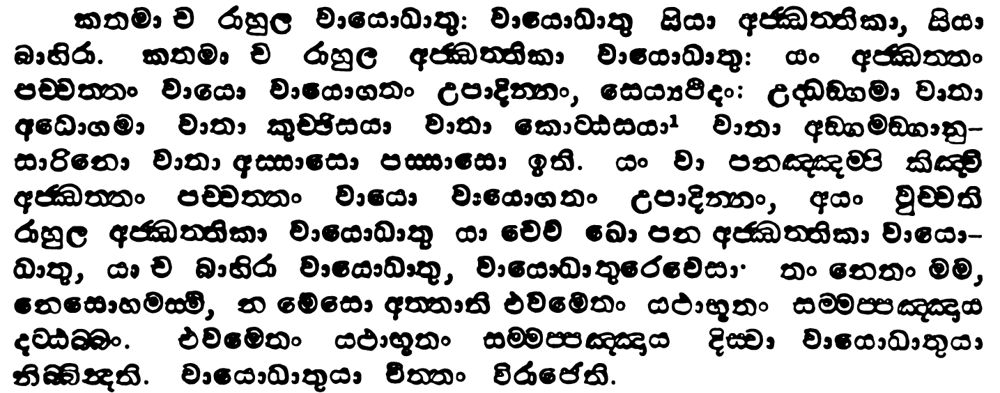 කතමා ච රාහුල වායොධාතු: වායොධාතු සියා අජ්ඣත්තිකා, සියා
බාහිරා. කතමා ච රාහුල අජ්ඣත්තිකා වායොධාතු: යං අජ්ඣත්තං
පච්චත්තං වායො වායොගතං උපාදින්නං, සෙය්‍යථීදං: උද්ධඞ්ගමා වාතා
අධොගමා වාතා කුච්ඡිසයා වාතා කොට්ඨසයා¹ වාතා අඞ්ගමඞ්ගානු-
සාරිනො වාතා අස්සාසො පස්සාසො ඉති. යං වා පනඤ්ඤම්පි කිඤ්චි
අජ්ඣත්තං පච්චත්තං වායො වායොගතං උපාදින්නං, අයං වුච්චති
රාහුල අජ්ඣත්තිකා වායොධාතු යා චෙව ඛො පන අජ්ඣත්තිකා වායො-
ධාතු, යා ච බාහිරා වායොධාතු, වායොධාතුරෙවෙසා. තං නෙතං මම,
නෙසොහමස්මි, න මෙසො අත්තාති එවමෙතං යථාභූතං සම්මප්පඤ්ඤාය
දට්ඨබ්බං. එවමෙතං යථාභූතං සම්මප්පඤ්ඤාය දිස්වා වායොධාතුයා
නිබ්බින්දති. වායොධාතුයා චිත්තං විරාජෙති.